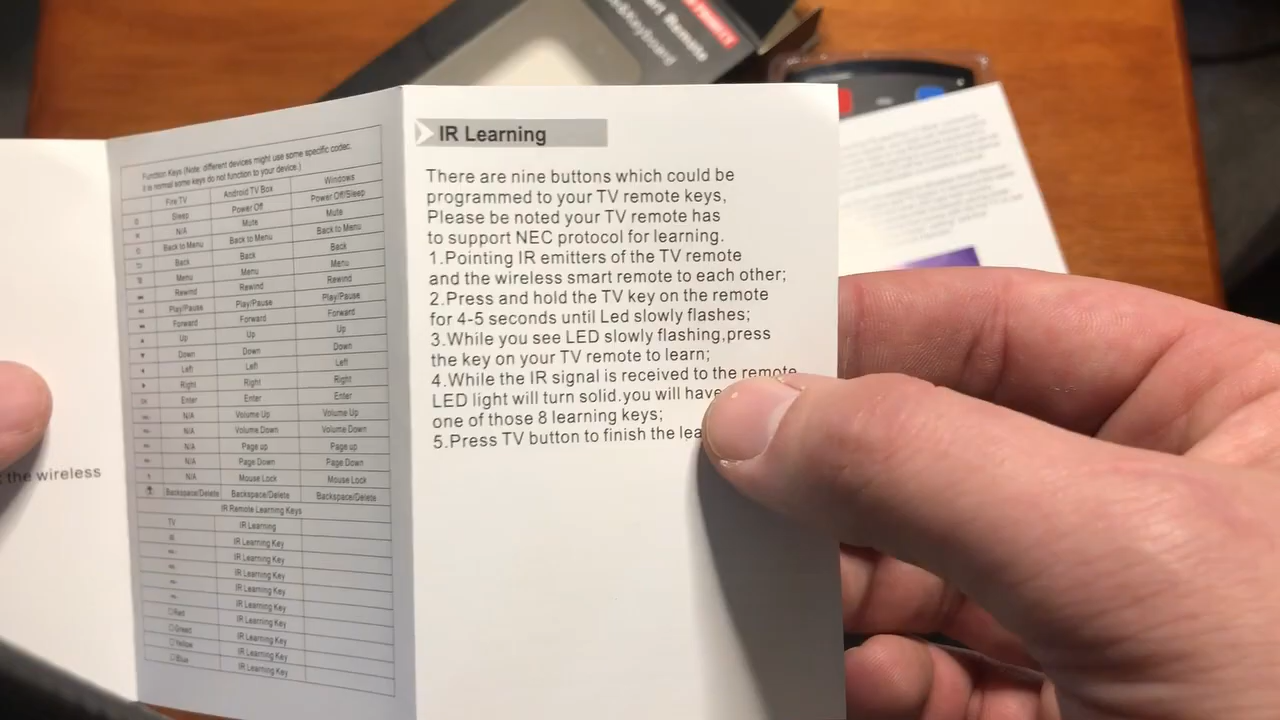 rt Remote
Keyboard
the wireless
Function Keys (Note: different devices might use some specific codec,
it is normal some keys do not function to your device.)
Fire TV Android TV Box Windows
Sleep Power Off Power Off/Sleep
N/A Mute Mute
Back to Menu Back to Menu Back to Menu
Back Back Back
Menu Menu Menu
Rewind Rewind Rewind
Play/Pause Play/Pause Play/Pause
Forward Forward Forward
Up Up Up
Down Down Down
Left Left Left
Right Right Right
OK Enter Enter Enter
N/A Volume Up Volume Up
N/A Volume Down Volume Down
N/A Page up Page up
N/A Page Down Page Down
N/A Mouse Lock Mouse Lock
Backspace/Delete Backspace/Delete Backspace/Delete
IR Remote Learning Keys
TV IR Learning
IR IR Learning Key
IR Learning Key
IR Learning Key
IR Learning Key
IR Learning Key
Red IR Learning Key
Green IR Learning Key
Yellow IR Learning Key
Blue IR Learning Key
IR Learning
There are nine buttons which could be
programmed to your TV remote keys,
Please be noted your TV remote has
to support NEC protocol for learning.
1.Pointing IR emitters of the TV remote
and the wireless smart remote to each other;
2.Press and hold the TV key on the remote
for 4-5 seconds until Led slowly flashes;
3.While you see LED slowly flashing,press
the key on your TV remote to learn;
4.While the IR signal is received to the remote
LED light will turn solid.you will have
one of those 8 learning keys;
5.Press TV button to finish the lea